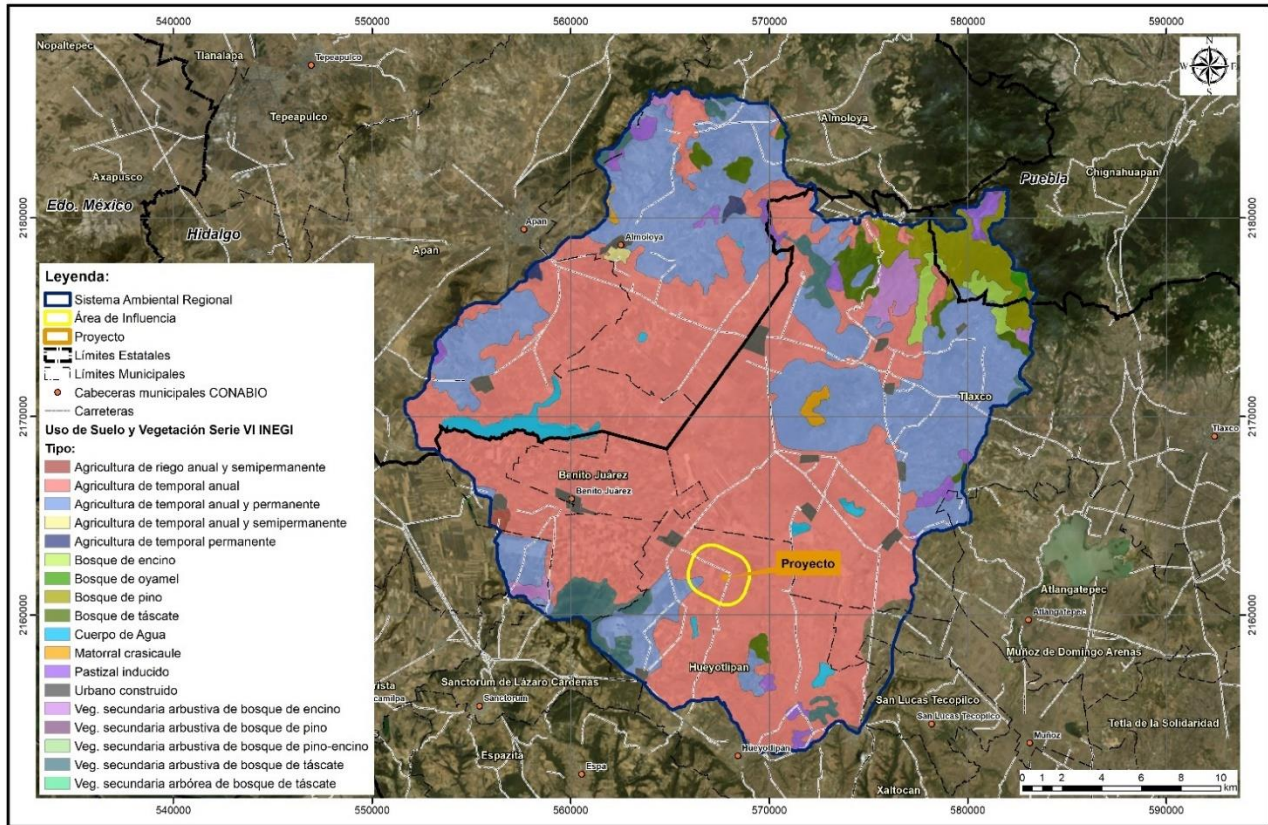 540000 550000 560000 570000 580000 590000
Nopaltepec
Tlanalapa
Tepeapulco
Tepeapulco
N
W E
S
Almoloya
Axapusco
Chignahuapan
Puebla
Edo. México
Hidalgo
2180000 2180000
Apan
Almoloya
Apan
Leyenda:
Sistema Ambiental Regional
Área de Influencia
Proyecto
Límites Estatales
Límites Municipales
Cabeceras municipales CONABIO
Carreteras
Uso de Suelo y Vegetación Serie VI INEGI
Tipo:
Agricultura de riego anual y semipermanente
Agricultura de temporal anual
Agricultura de temporal anual y permanente
Agricultura de temporal anual y semipermanente
Agricultura de temporal permanente
Bosque de encino
Bosque de oyamel
Bosque de pino
Bosque de táscate
Cuerpo de Agua
Matorral crasicaule
Pastizal inducido
Urbano construido
Veg. secundaria arbustiva de bosque de encino
Veg. secundaria arbustiva de bosque de pino
Veg. secundaria arbustiva de bosque de pino-encino
Veg. secundaria arbustiva de bosque de táscate
Veg. secundaria arbórea de bosque de táscate
Tlaxco
2170000 2170000
Tlaxco
Benito Juárez
Benito Juárez
Proyecto
Atlangatepec
Atlangatepec
2160000 2160000
Muñoz de Domingo Arenas
Hueyotlipan
Sanctorum de Lázaro Cárdenas
Sanctorum
San Lucas Tecopilco
San Lucas Tecopilco
Tetla de la Solidaridad
Muñoz
Espazita
Hueyotlipan
Espa
Xaltocan
0 1 2 4 6 8 10
km
540000 550000 560000 570000 580000 590000